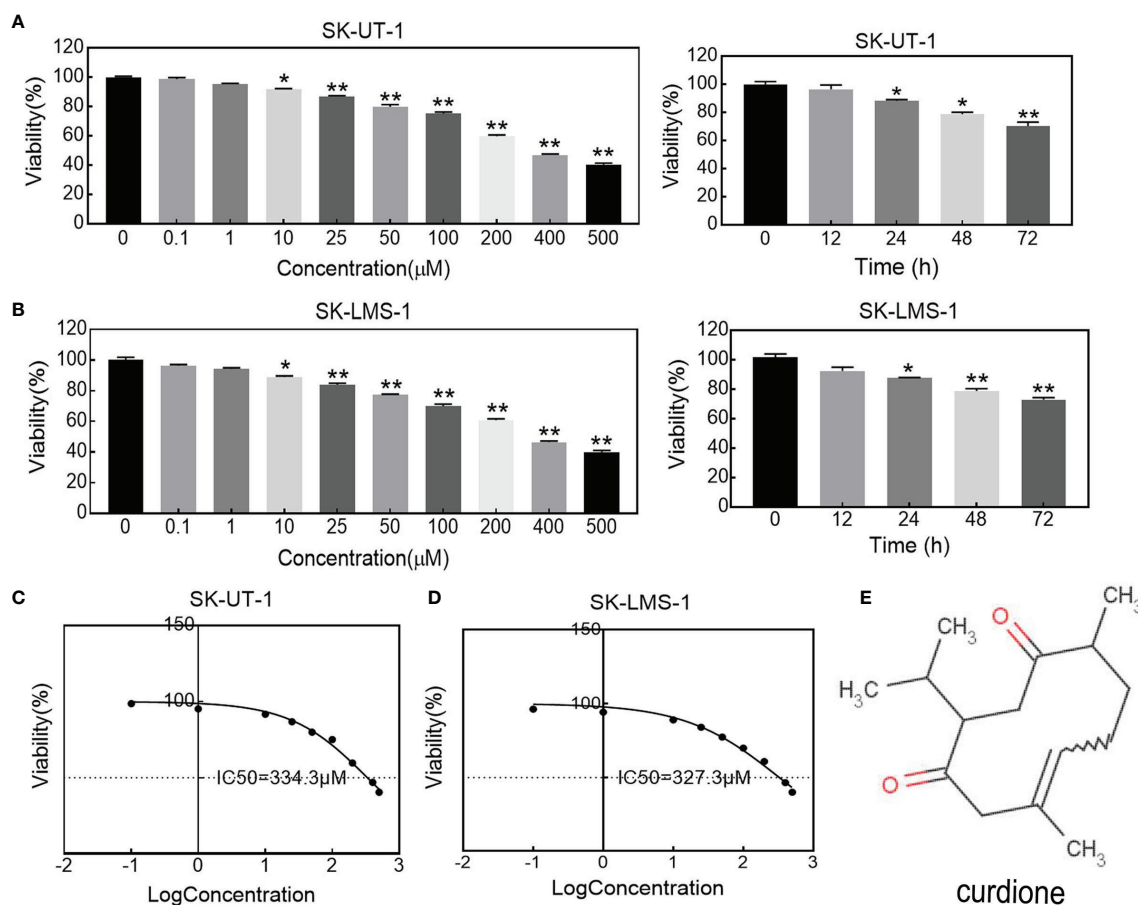 A
SK-UT-1
Viability(%)
120
100
80
60
40
20
0
* ** ** ** ** ** **
0 0.1 1 10 25 50 100 200 400 500
Concentration(μM)
SK-UT-1
Viability(%)
120
100
80
60
40
20
0
* * **
0 12 24 48 72
Time (h)
B
SK-LMS-1
Viability(%)
120
100
80
60
40
20
0
* ** ** ** ** ** **
0 0.1 1 10 25 50 100 200 400 500
Concentration(μM)
SK-LMS-1
Viability(%)
120
100
80
60
40
20
0
* ** **
0 12 24 48 72
Time (h)
C
SK-UT-1
Viability(%)
150
100
IC50=334.3μM
-2 -1 0 1 2 3
LogConcentration
D
SK-LMS-1
Viability(%)
150
100
IC50=327.3μM
-2 -1 0 1 2 3
LogConcentration
E
CH3
O
CH3
H3C
O
CH3
curdione